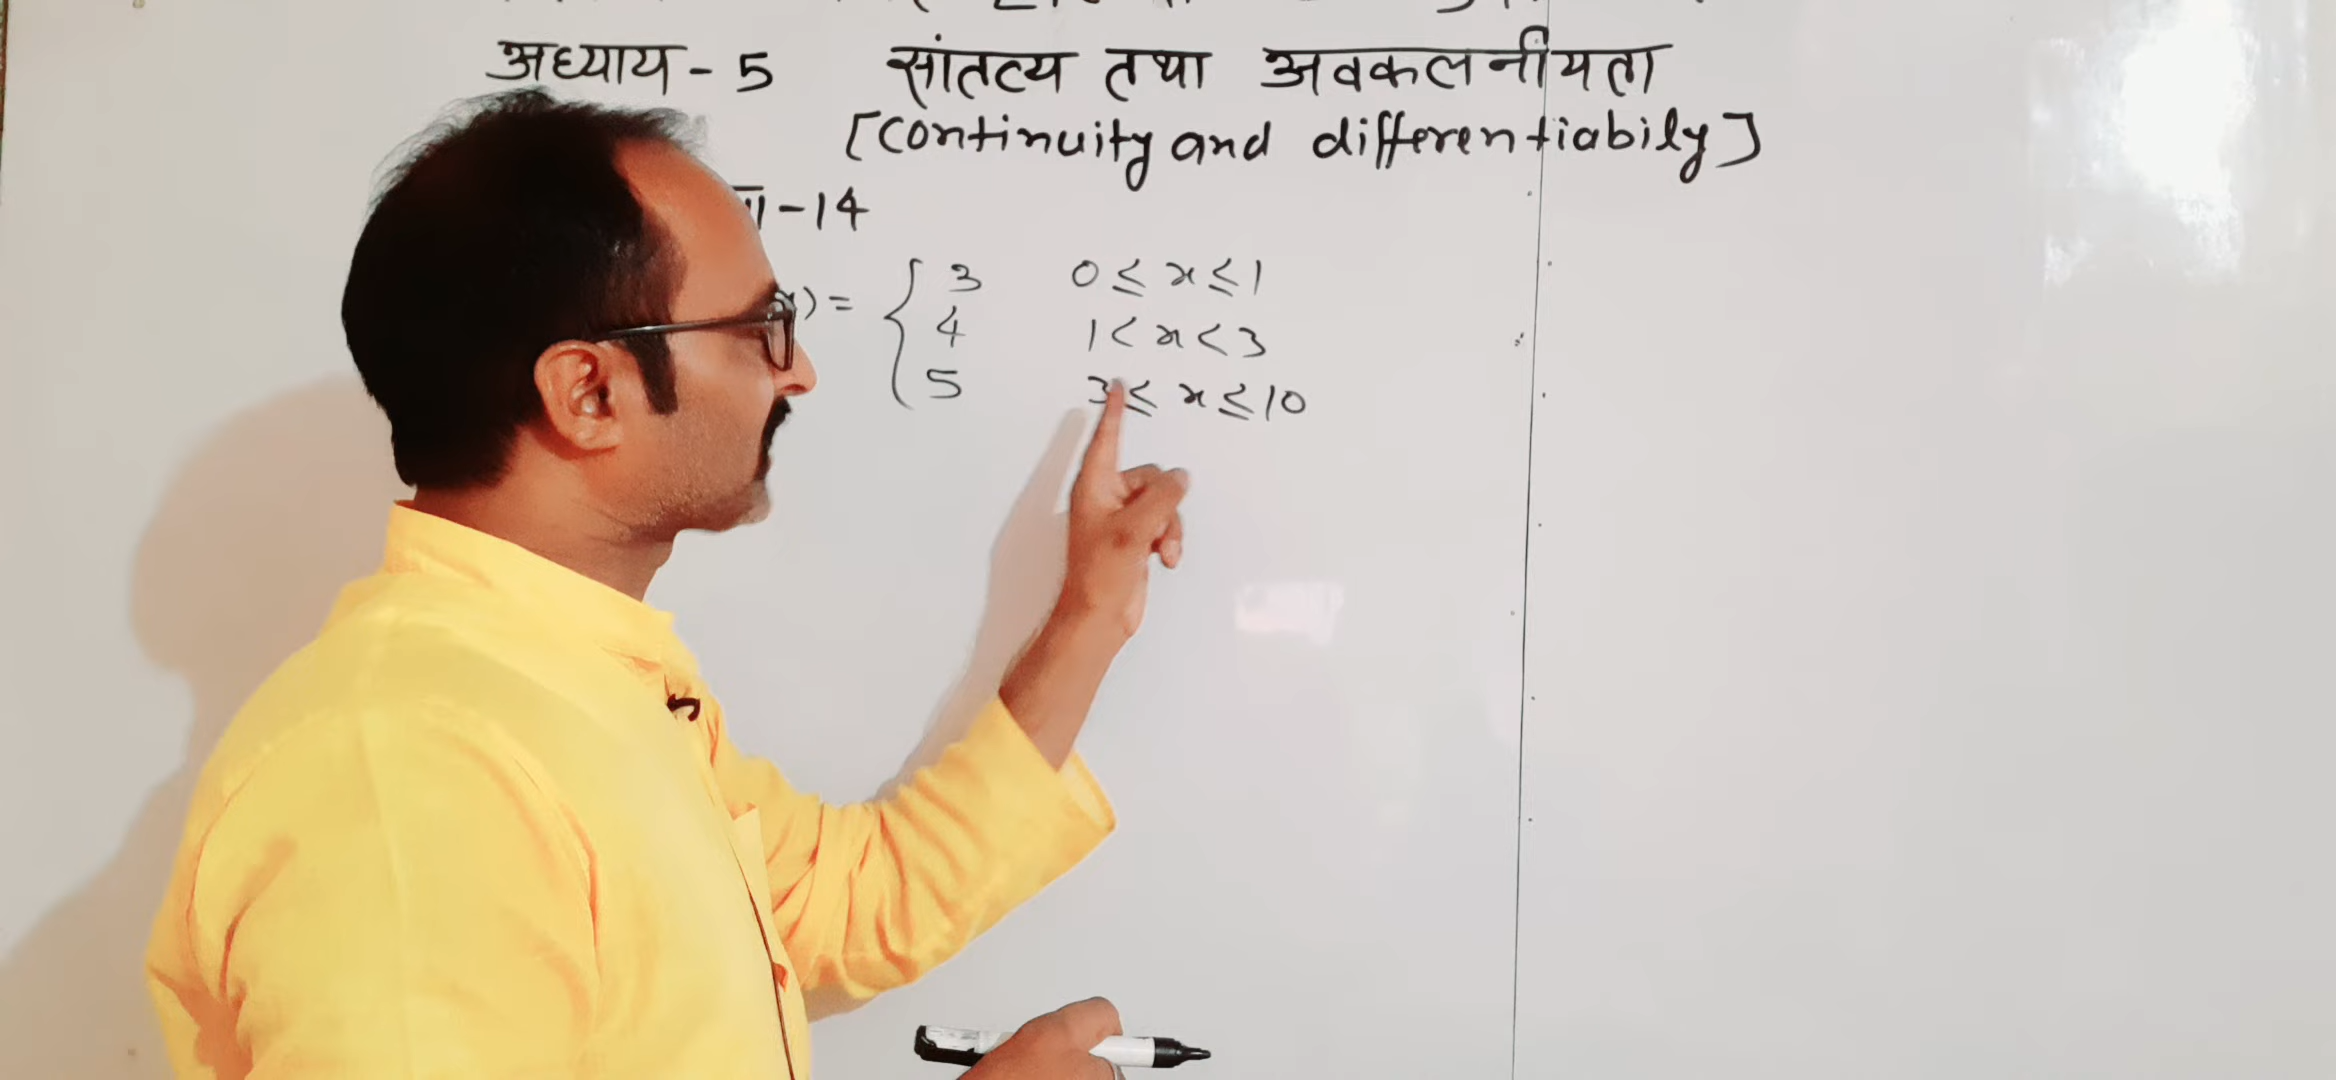 अध्याय - 5 सांतत्य तथा अवकलनीयता
[Continuity and differentiabily]
-14
x) = { 3 0 ≤ x ≤ 1
4 1 < x < 3
5 3 ≤ x ≤ 10